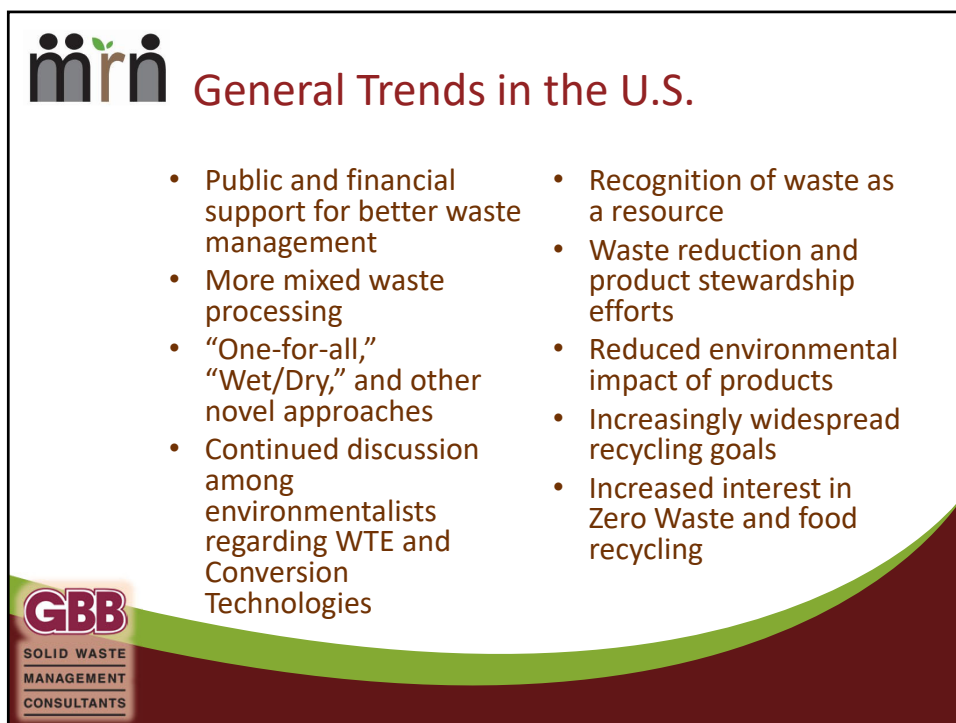 mrn
General Trends in the U.S.
• Public and financial
support for better waste
management
• More mixed waste
processing
• “One-for-all,”
“Wet/Dry,” and other
novel approaches
• Continued discussion
among
environmentalists
regarding WTE and
Conversion
Technologies
• Recognition of waste as
a resource
• Waste reduction and
product stewardship
efforts
• Reduced environmental
impact of products
• Increasingly widespread
recycling goals
• Increased interest in
Zero Waste and food
recycling
GBB
SOLID WASTE
MANAGEMENT
CONSULTANTS